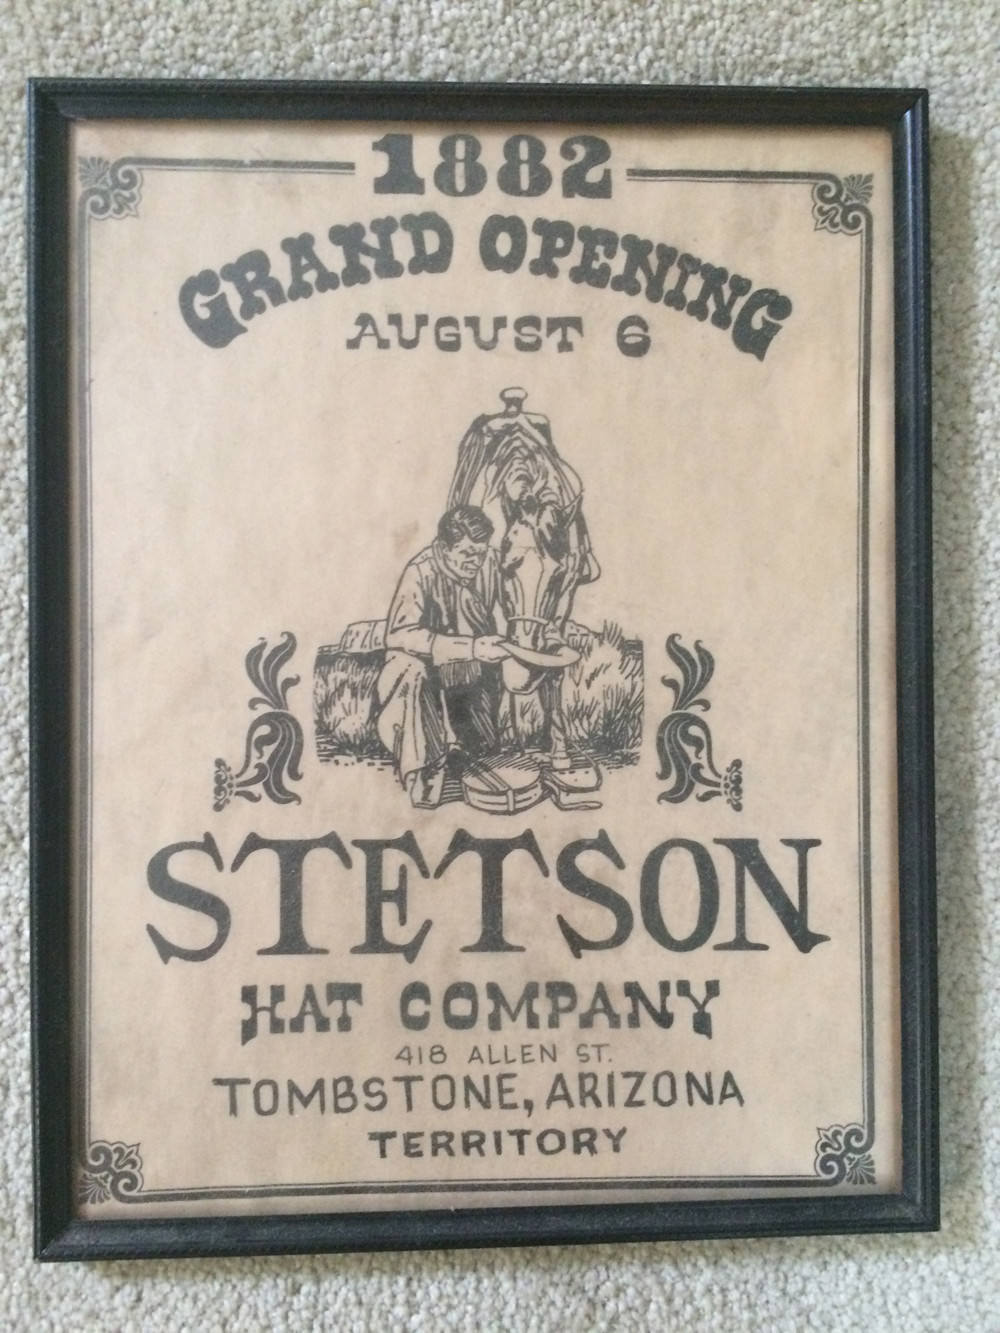 1882
GRAND OPENING
AUGUST 6
STETSON
HAT COMPANY
418 ALLEN ST.
TOMBSTONE, ARIZONA
TERRITORY